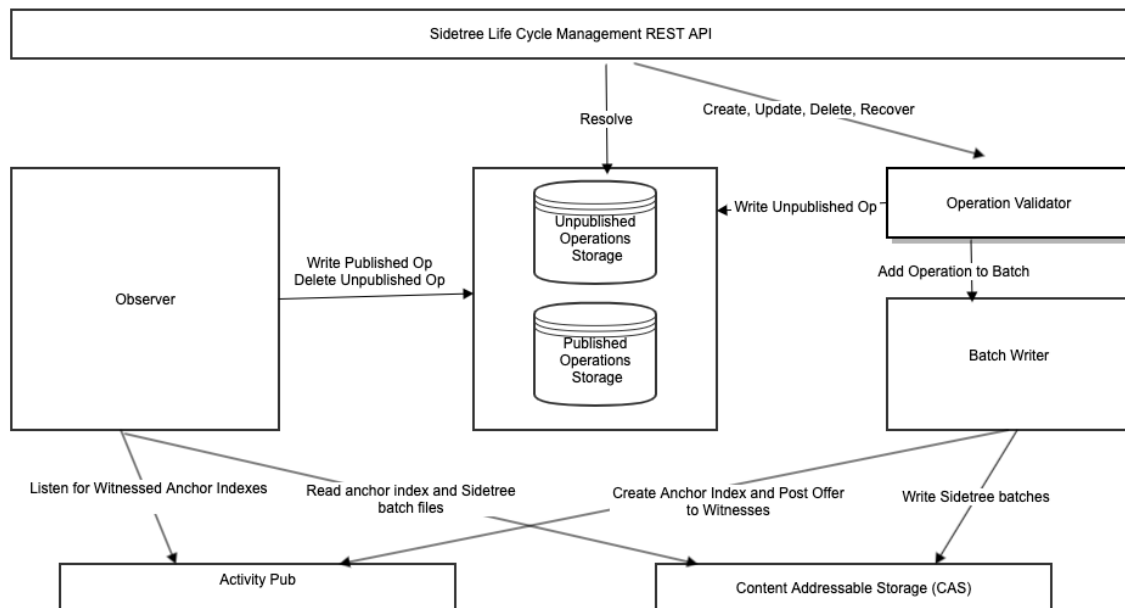 Sidetree Life Cycle Management REST API
Create, Update, Delete, Recover
Resolve
Unpublished
Operations
Storage
Write Unpublished Op
Operation Validator
Write Published Op
Delete Unpublished Op
Add Operation to Batch
Observer
Published
Operations
Storage
Batch Writer
Listen for Witnessed Anchor Indexes
Read anchor index and Sidetree
batch files
Create Anchor Index and Post Offer
to Witnesses
Write Sidetree batches
Activity Pub
Content Addressable Storage (CAS)